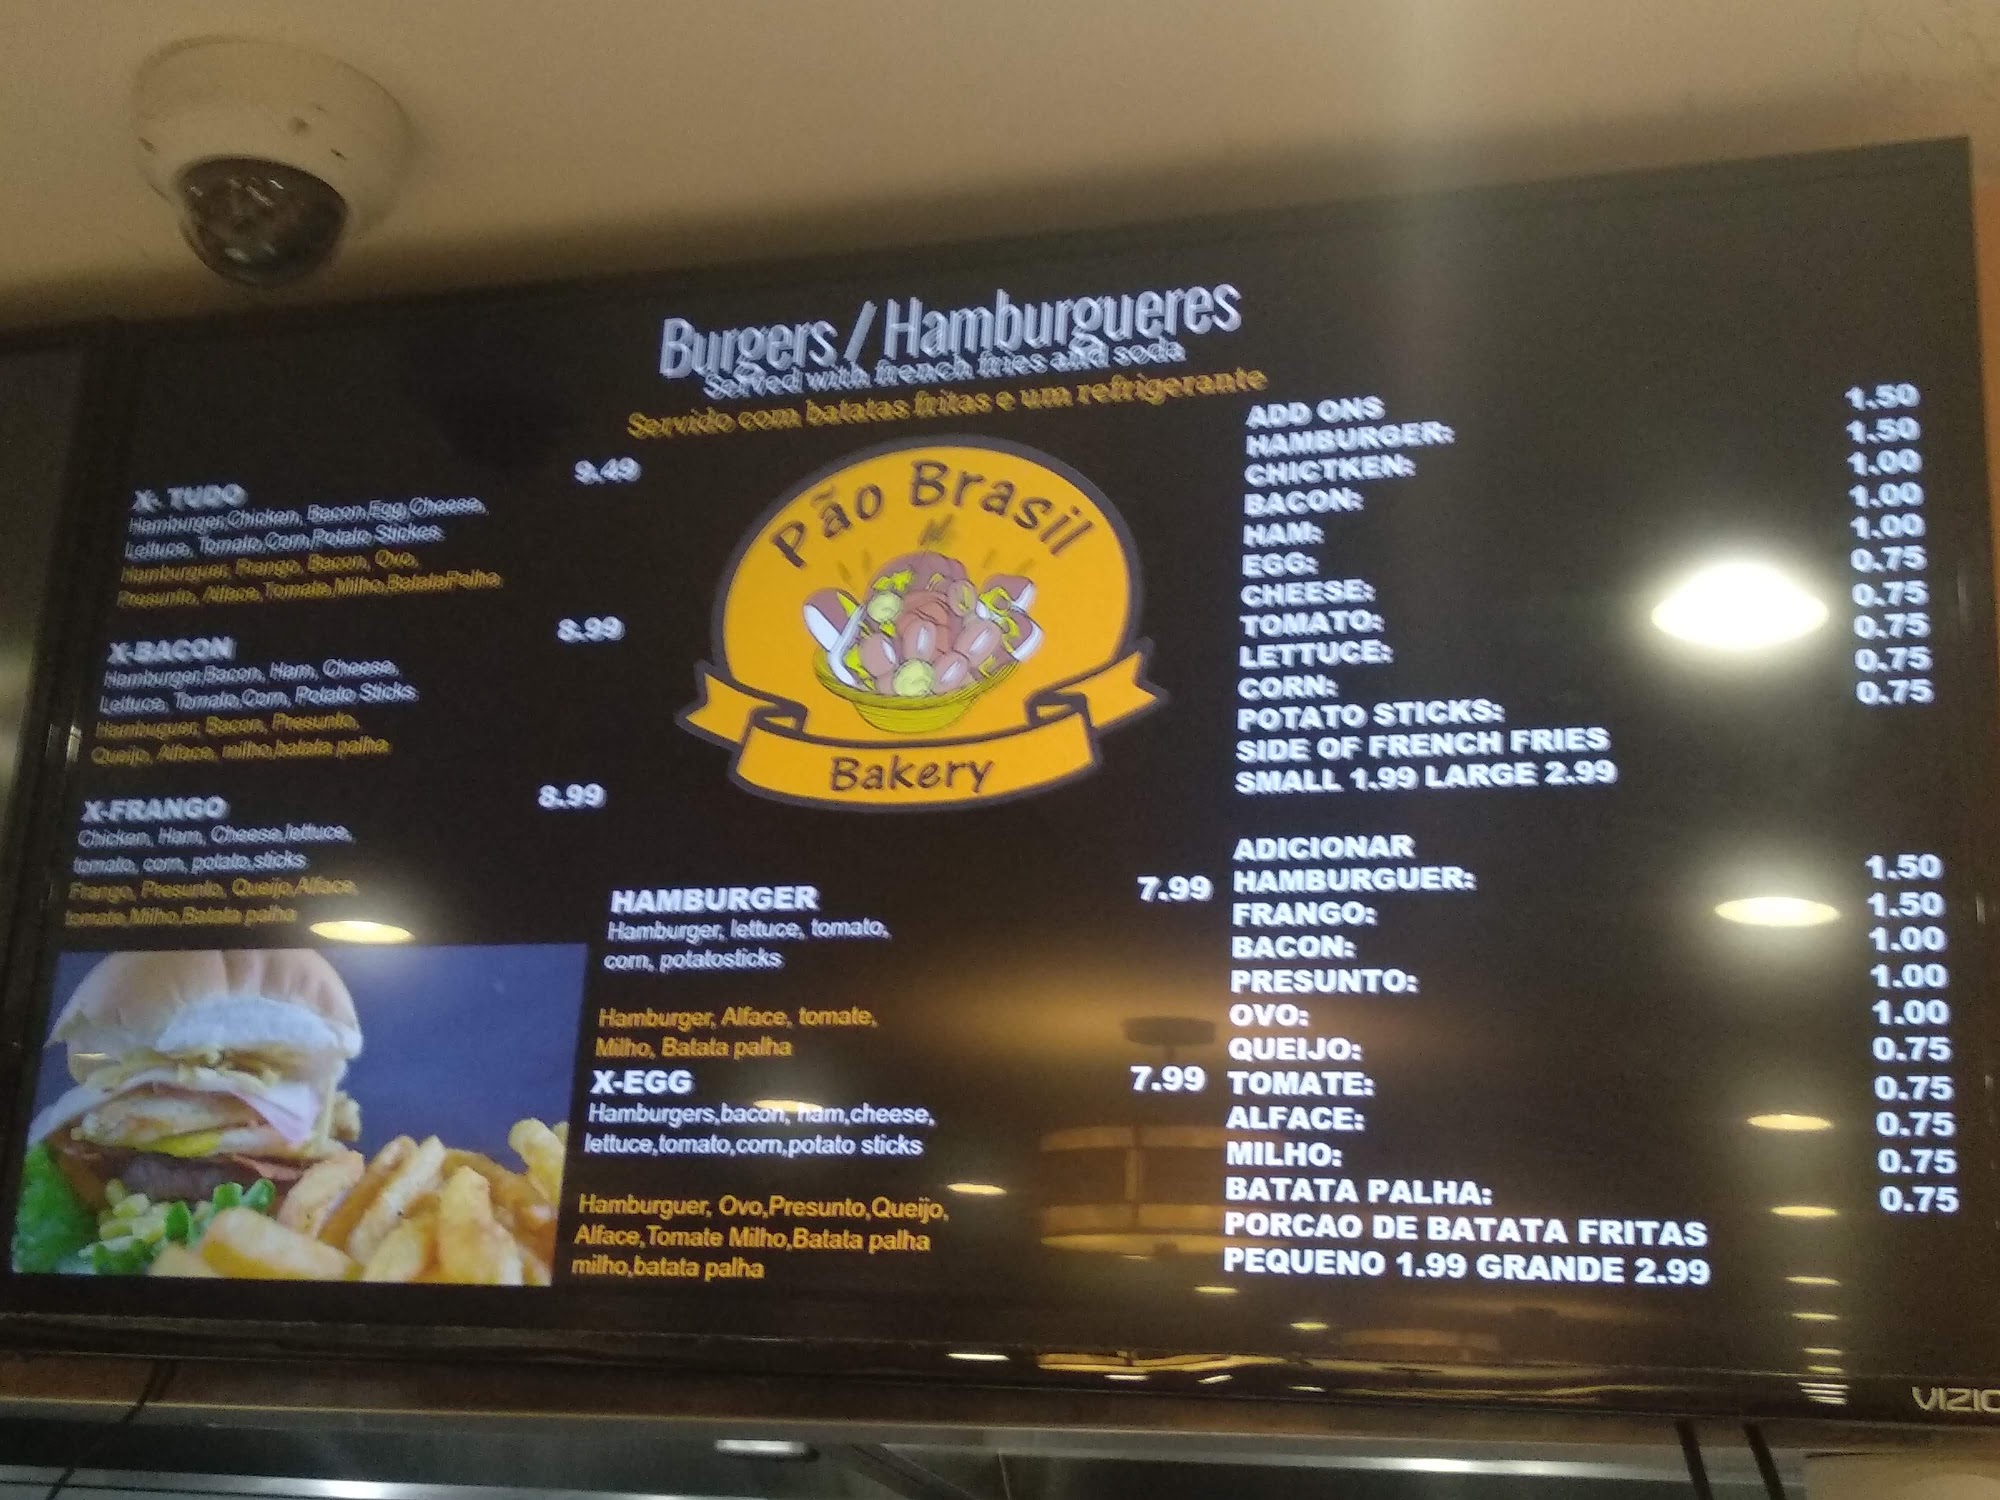 Burgers / Hamburgueres
Served with french fries and soda
Servido com batatas fritas e um refrigerante
X- TUDO 9.49
Hamburger,Chicken, Bacon,Egg,Cheese,
Lettuce, Tomato,Corn,Potato Stickes
Hamburguer, Frango, Bacon, Ovo,
Presunto, Alface,Tomate,Milho,BatataPalha
X-BACON 8.99
Hamburger,Bacon, Ham, Cheese,
Lettuce, Tomato,Corn, Potato Sticks
Hambuguer, Bacon, Presunto,
Queijo, Alface, milho,batata palha
X-FRANGO 8.99
Chicken, Ham, Cheese,lettuce,
tomato, corn, potato,sticks
Frango, Presunto, Queijo,Alface,
tomate,Milho,Batata palha
Pão Brasil
Bakery
HAMBURGER 7.99
Hamburger, lettuce, tomato,
corn, potatosticks
Hamburger, Alface, tomate,
Milho, Batata palha
X-EGG 7.99
Hamburgers,bacon, ham,cheese,
lettuce,tomato,corn,potato sticks
Hamburguer, Ovo,Presunto,Queijo,
Alface,Tomate Milho,Batata palha
milho,batata palha
ADD ONS
HAMBURGER: 1.50
CHICTKEN: 1.50
BACON: 1.00
HAM: 1.00
EGG: 1.00
CHEESE: 0.75
TOMATO: 0.75
LETTUCE: 0.75
CORN: 0.75
POTATO STICKS: 0.75
SIDE OF FRENCH FRIES
SMALL 1.99 LARGE 2.99
ADICIONAR
HAMBURGUER: 1.50
FRANGO: 1.50
BACON: 1.00
PRESUNTO: 1.00
OVO: 1.00
QUEIJO: 0.75
TOMATE: 0.75
ALFACE: 0.75
MILHO: 0.75
BATATA PALHA: 0.75
PORCAO DE BATATA FRITAS
PEQUENO 1.99 GRANDE 2.99
VIZIO